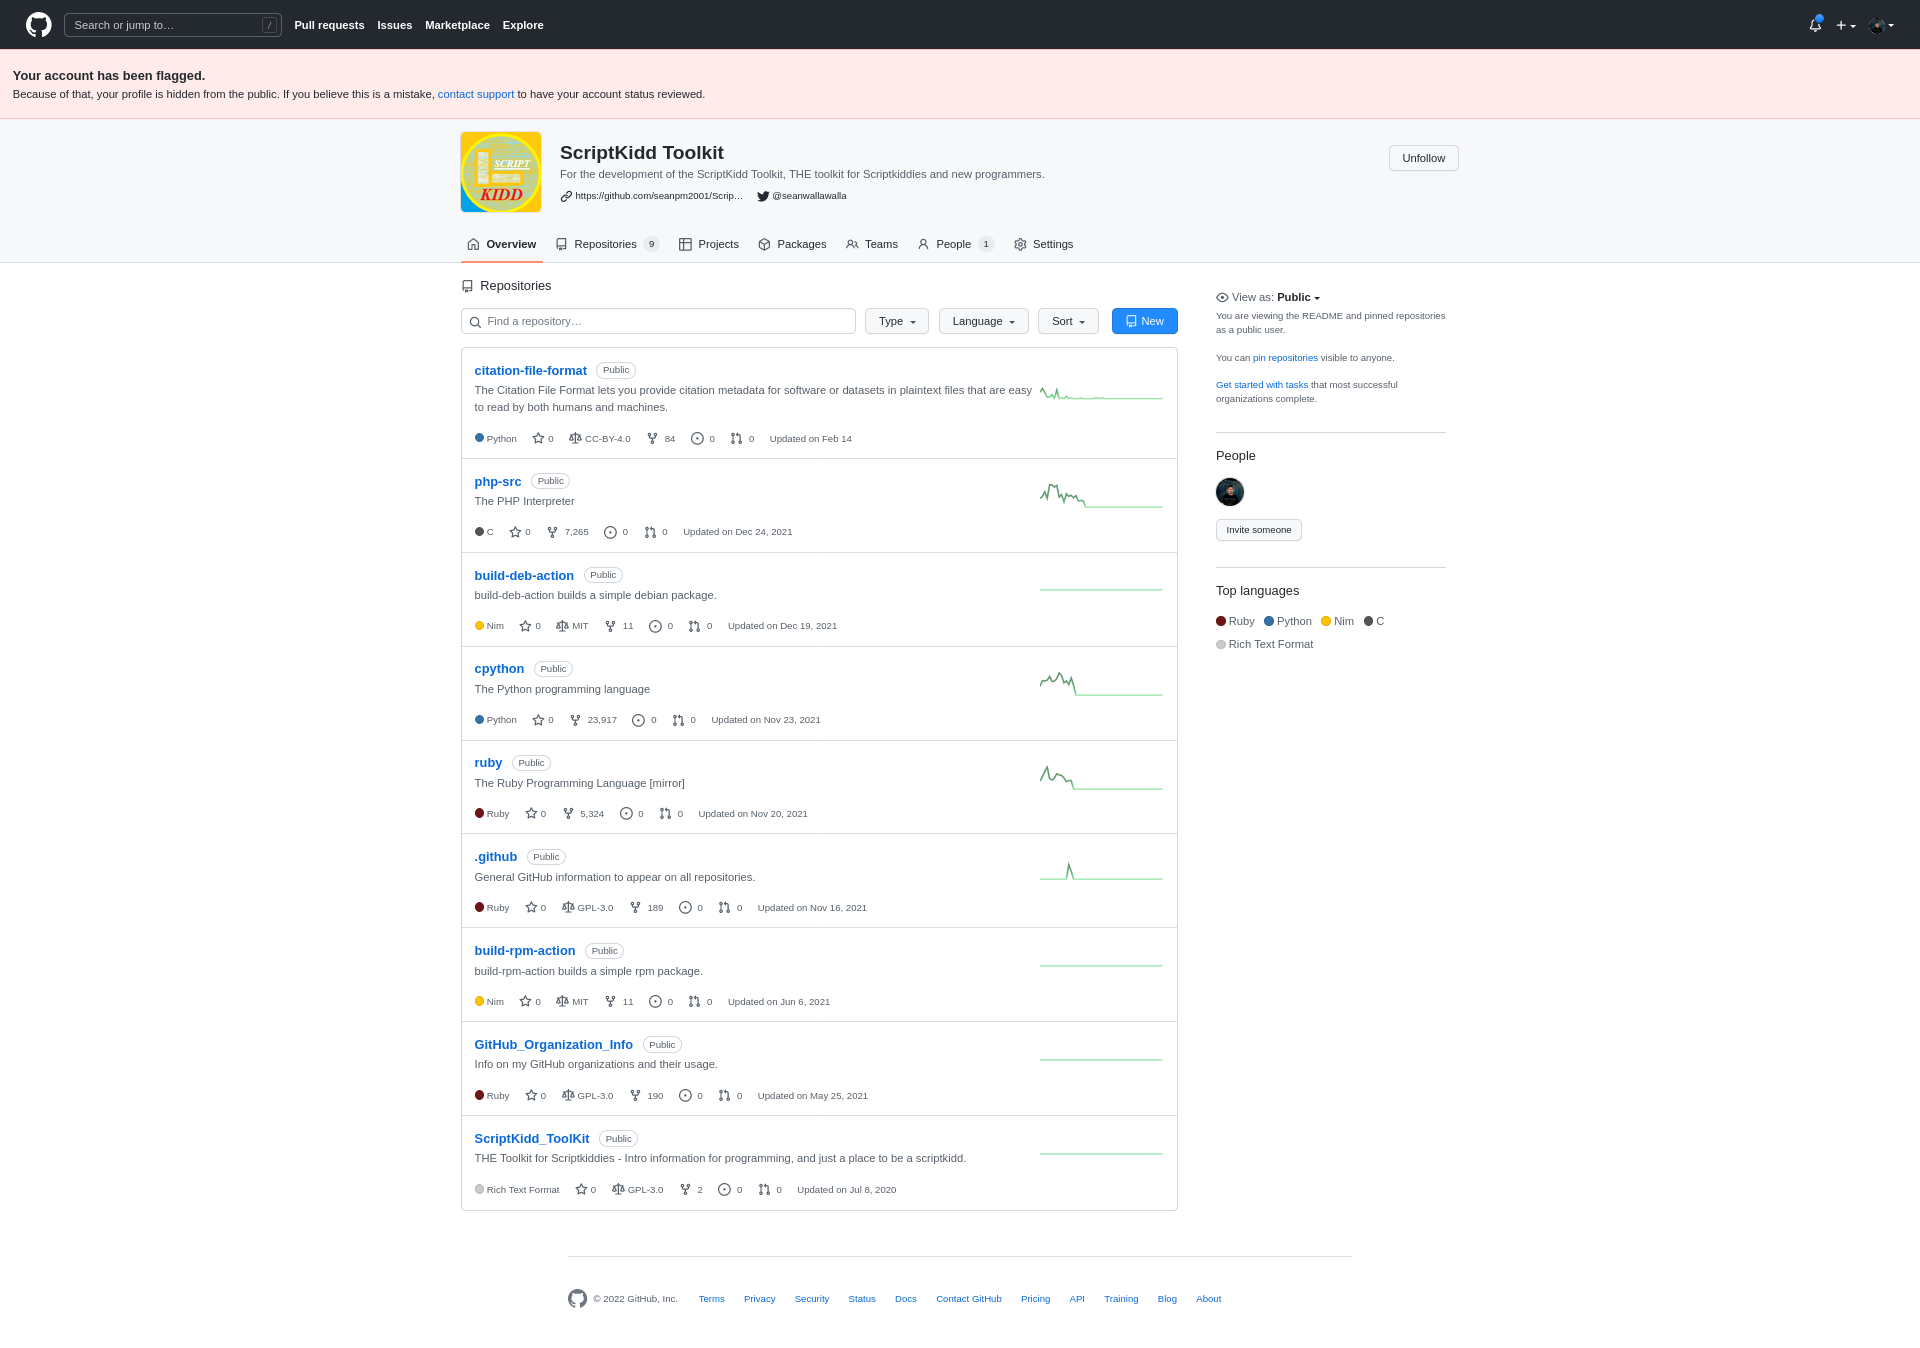 Search or jump to… /
Pull requests Issues Marketplace Explore
Your account has been flagged.
Because of that, your profile is hidden from the public. If you believe this is a mistake, contact support to have your account status reviewed.
SCRIPT
KIDD
ScriptKidd Toolkit
For the development of the ScriptKidd Toolkit, THE toolkit for Scriptkiddies and new programmers.
https://github.com/seanpm2001/Scrip… @seanwallawalla
Unfollow
Overview Repositories 9 Projects Packages Teams People 1 Settings
Repositories
Find a repository… Type Language Sort New
citation-file-format Public
The Citation File Format lets you provide citation metadata for software or datasets in plaintext files that are easy
to read by both humans and machines.
Python 0 CC-BY-4.0 84 0 0 Updated on Feb 14
php-src Public
The PHP Interpreter
C 0 7,265 0 0 Updated on Dec 24, 2021
build-deb-action Public
build-deb-action builds a simple debian package.
Nim 0 MIT 11 0 0 Updated on Dec 19, 2021
cpython Public
The Python programming language
Python 0 23,917 0 0 Updated on Nov 23, 2021
ruby Public
The Ruby Programming Language [mirror]
Ruby 0 5,324 0 0 Updated on Nov 20, 2021
.github Public
General GitHub information to appear on all repositories.
Ruby 0 GPL-3.0 189 0 0 Updated on Nov 16, 2021
build-rpm-action Public
build-rpm-action builds a simple rpm package.
Nim 0 MIT 11 0 0 Updated on Jun 6, 2021
GitHub_Organization_Info Public
Info on my GitHub organizations and their usage.
Ruby 0 GPL-3.0 190 0 0 Updated on May 25, 2021
ScriptKidd_ToolKit Public
THE Toolkit for Scriptkiddies - Intro information for programming, and just a place to be a scriptkidd.
Rich Text Format 0 GPL-3.0 2 0 0 Updated on Jul 8, 2020
View as: Public
You are viewing the README and pinned repositories
as a public user.
You can pin repositories visible to anyone.
Get started with tasks that most successful
organizations complete.
People
Invite someone
Top languages
Ruby Python Nim C
Rich Text Format
© 2022 GitHub, Inc. Terms Privacy Security Status Docs Contact GitHub Pricing API Training Blog About